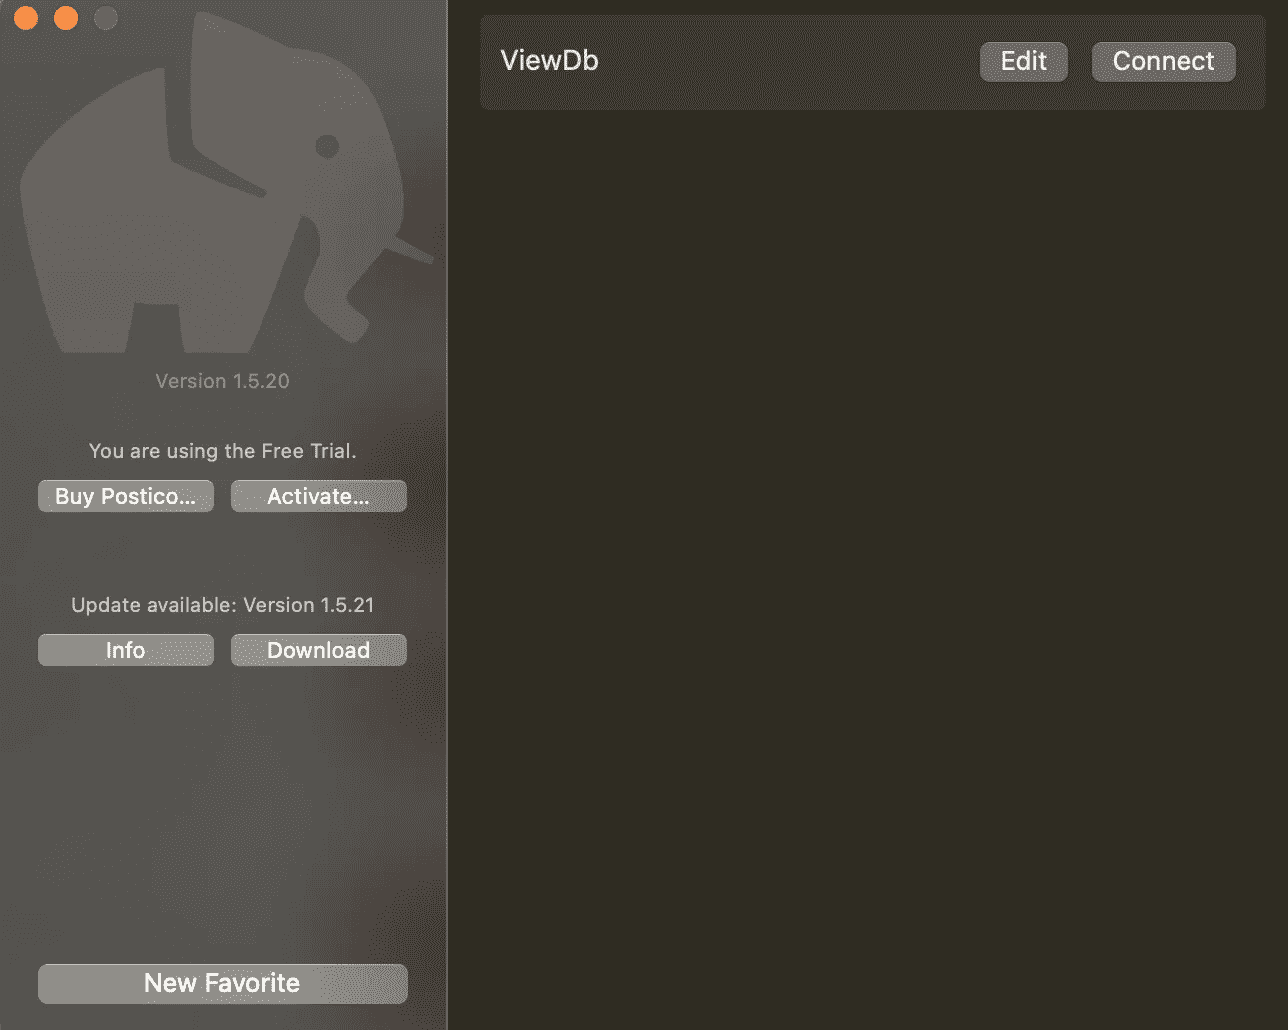 ViewDb
Edit
Connect
Version 1.5.20
You are using the Free Trial.
Buy Postico...
Activate...
Update available: Version 1.5.21
Info
Download
New Favorite